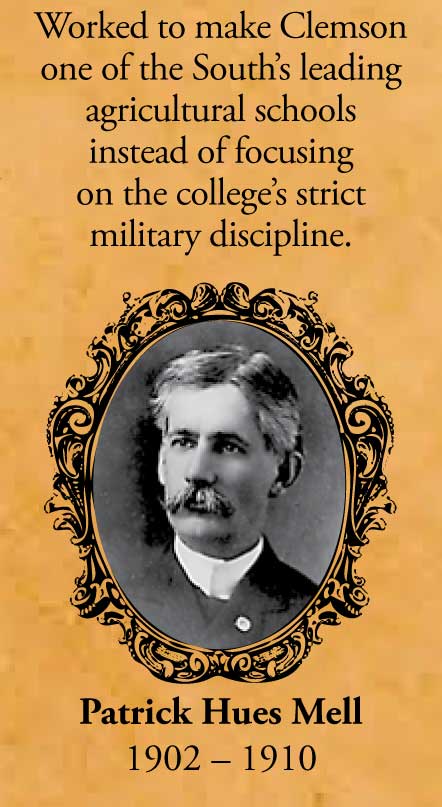 Worked to make Clemson
one of the South’s leading
agricultural schools
instead of focusing
on the college’s strict
military discipline.
Patrick Hues Mell
1902 – 1910